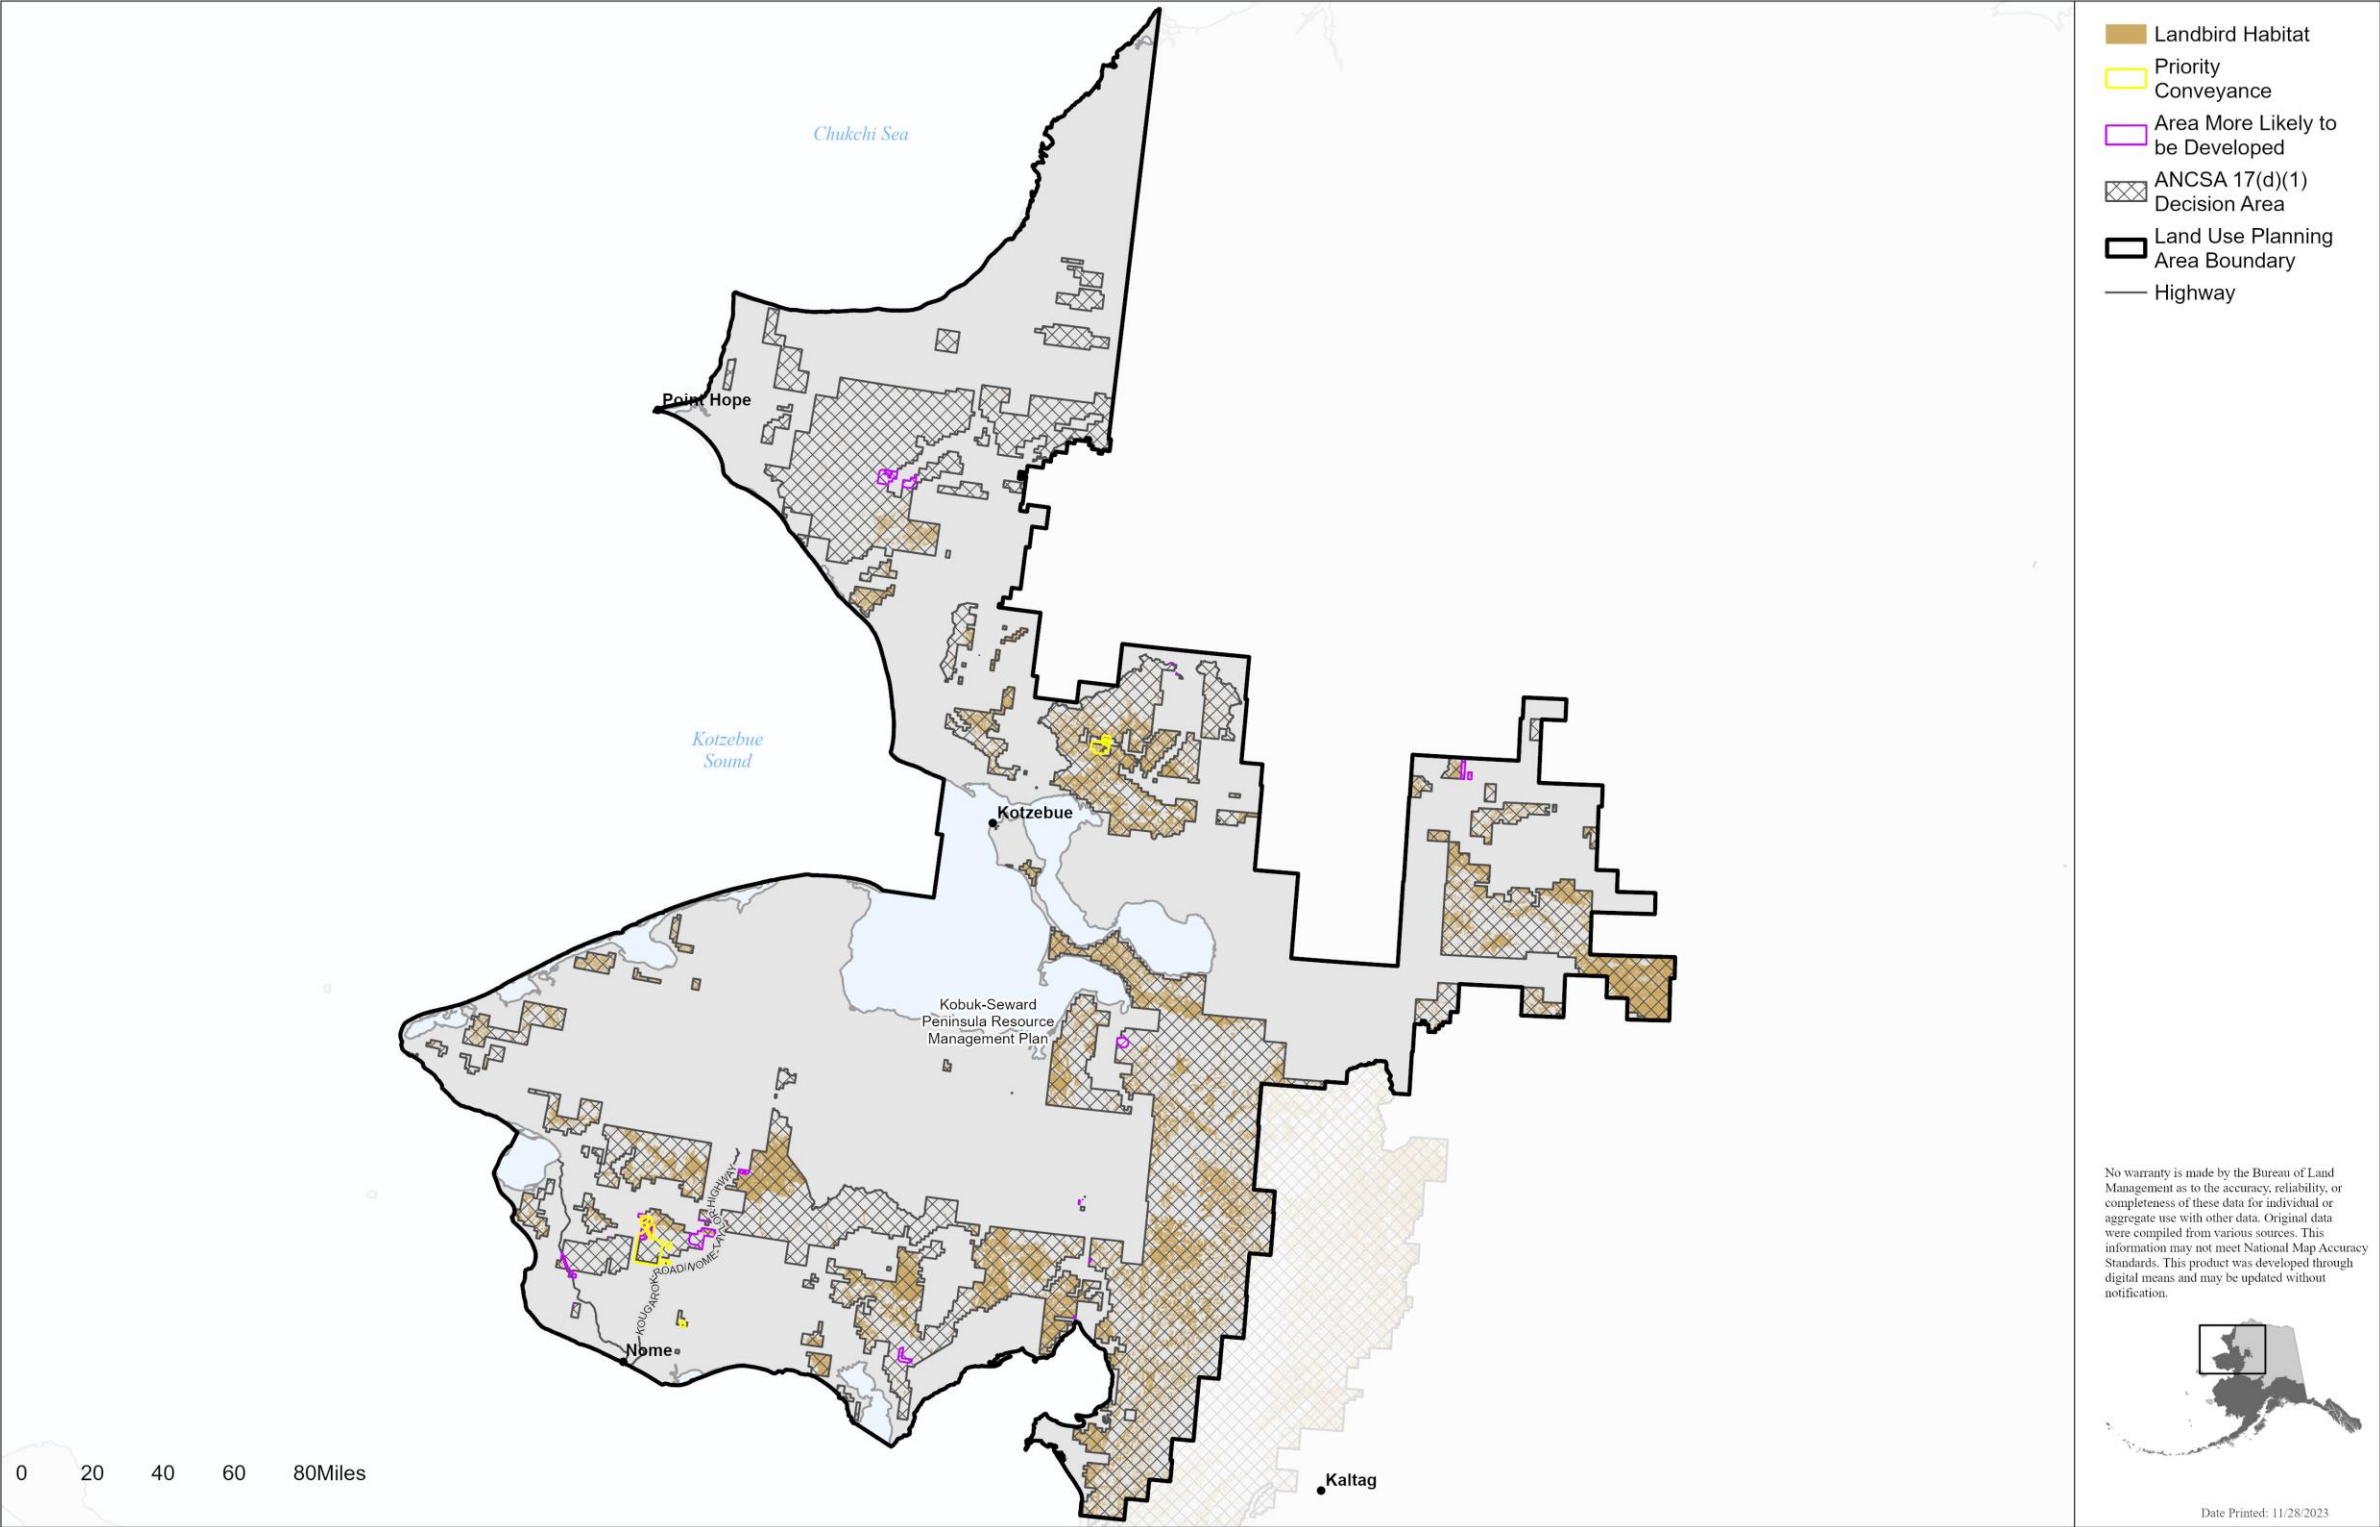 Chukchi Sea
Point Hope
Kotzebue
Sound
Kotzebue
Kobuk-Seward
Peninsula Resource
Management Plan
KOUGAROK ROAD/NOME-TAYLOR HIGHWAY
Nome
Kaltag
0 20 40 60 80Miles
Landbird Habitat
Priority
Conveyance
Area More Likely to
be Developed
ANCSA 17(d)(1)
Decision Area
Land Use Planning
Area Boundary
Highway
No warranty is made by the Bureau of Land
Management as to the accuracy, reliability, or
completeness of these data for individual or
aggregate use with other data. Original data
were compiled from various sources. This
information may not meet National Map Accuracy
Standards. This product was developed through
digital means and may be updated without
notification.
Date Printed: 11/28/2023